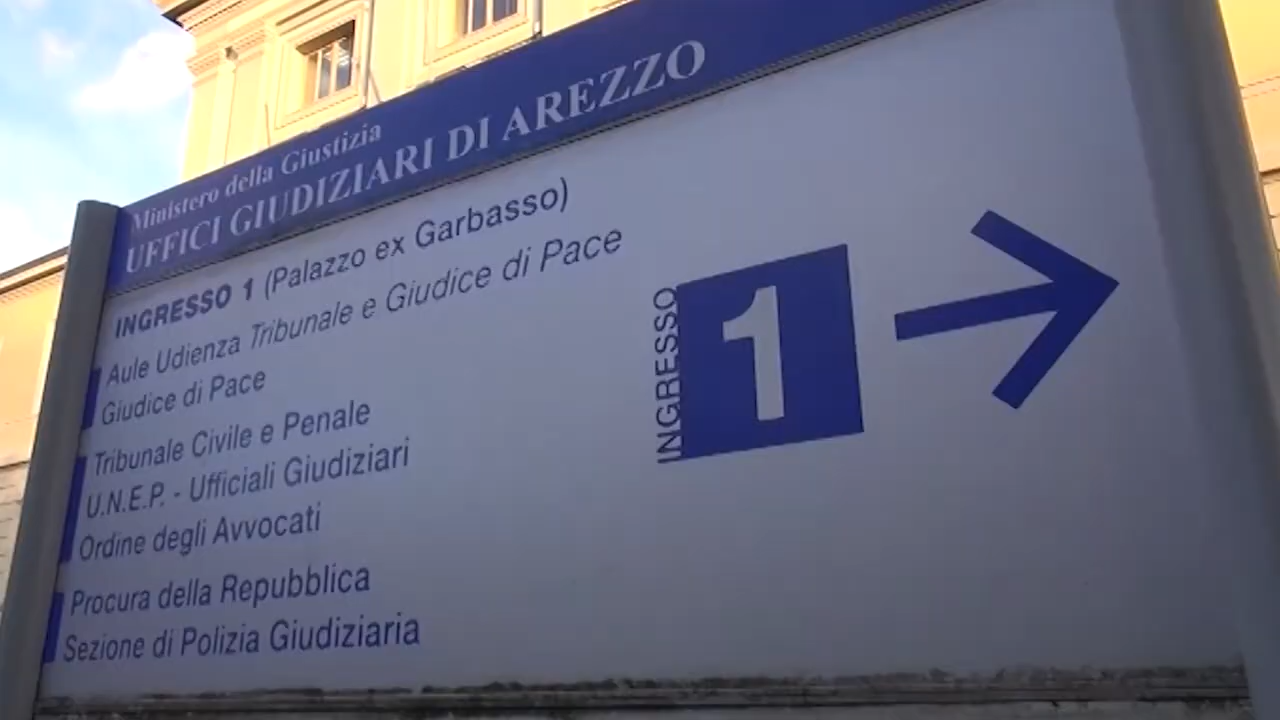 Ministero della Giustizia
UFFICI GIUDIZIARI DI AREZZO
INGRESSO 1 (Palazzo ex Garbasso)
Aule Udienza Tribunale e Giudice di Pace
Giudice di Pace
Tribunale Civile e Penale
U.N.E.P. - Ufficiali Giudiziari
Ordine degli Avvocati
Procura della Repubblica
Sezione di Polizia Giudiziaria
INGRESSO
1